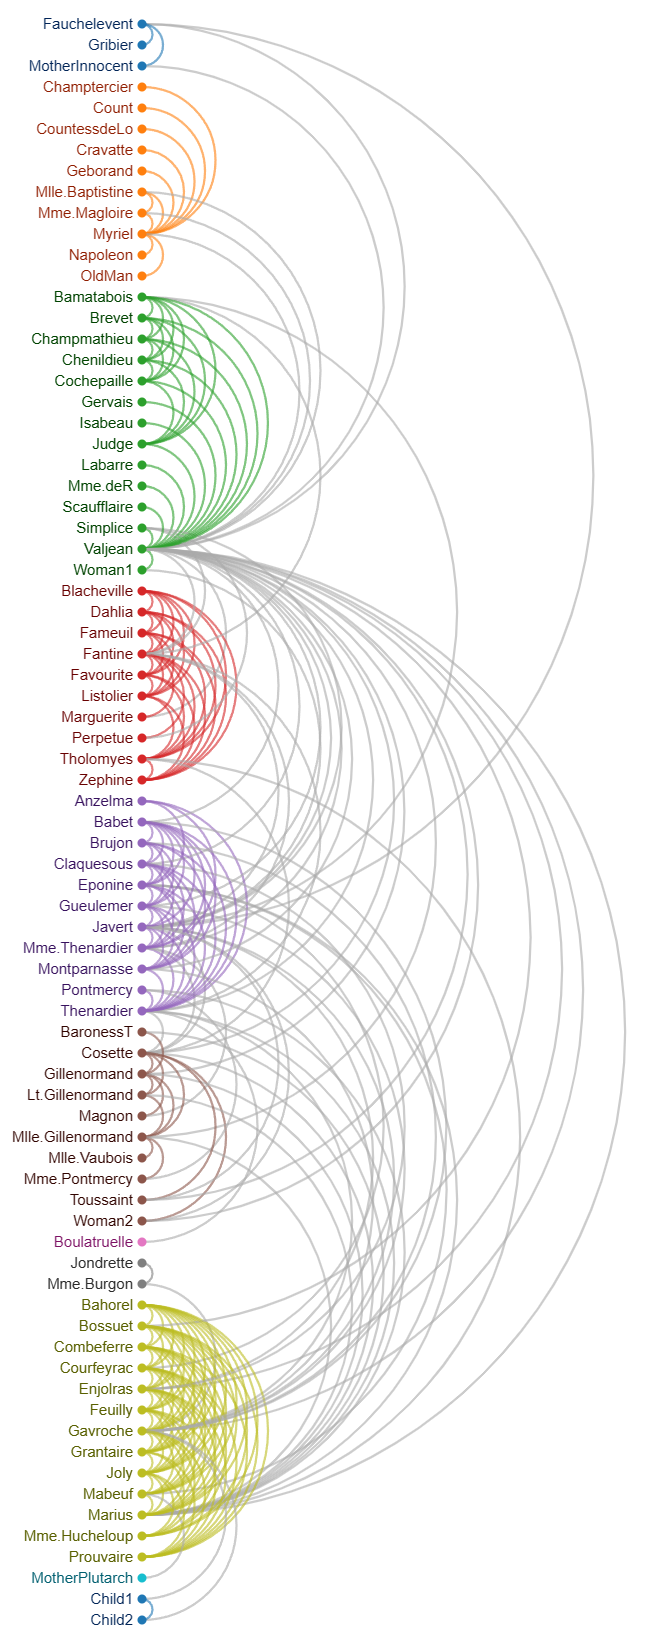 Fauchelevent
Gribier
MotherInnocent
Champtercier
Count
CountessdeLo
Cravatte
Geborand
Mlle.Baptistine
Mme.Magloire
Myriel
Napoleon
OldMan
Bamatabois
Brevet
Champmathieu
Chenildieu
Cochepaille
Gervais
Isabeau
Judge
Labarre
Mme.deR
Scaufflaire
Simplice
Valjean
Woman1
Blacheville
Dahlia
Fameuil
Fantine
Favourite
Listolier
Marguerite
Perpetue
Tholomyes
Zephine
Anzelma
Babet
Brujon
Claquesous
Eponine
Gueulemer
Javert
Mme.Thenardier
Montparnasse
Pontmercy
Thenardier
BaronessT
Cosette
Gillenormand
Lt.Gillenormand
Magnon
Mlle.Gillenormand
Mlle.Vaubois
Mme.Pontmercy
Toussaint
Woman2
Boulatruelle
Jondrette
Mme.Burgon
Bahorel
Bossuet
Combeferre
Courfeyrac
Enjolras
Feuilly
Gavroche
Grantaire
Joly
Mabeuf
Marius
Mme.Hucheloup
Prouvaire
MotherPlutarch
Child1
Child2